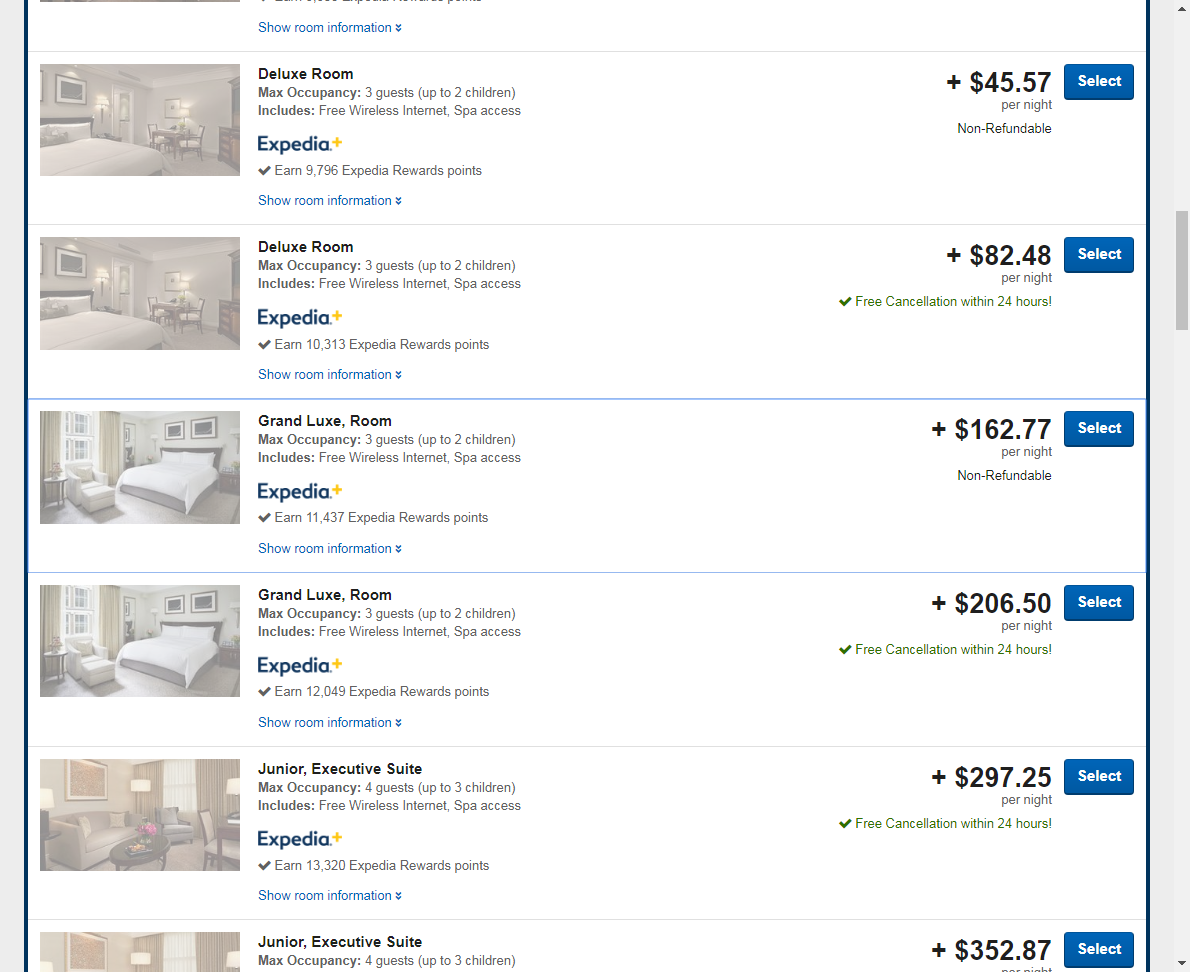 Show room information
Deluxe Room
Max Occupancy: 3 guests (up to 2 children)
Includes: Free Wireless Internet, Spa access
Expedia+
Earn 9,796 Expedia Rewards points
Show room information
+ $45.57
per night
Non-Refundable
Select
Deluxe Room
Max Occupancy: 3 guests (up to 2 children)
Includes: Free Wireless Internet, Spa access
Expedia+
Earn 10,313 Expedia Rewards points
Show room information
+ $82.48
per night
Free Cancellation within 24 hours!
Select
Grand Luxe, Room
Max Occupancy: 3 guests (up to 2 children)
Includes: Free Wireless Internet, Spa access
Expedia+
Earn 11,437 Expedia Rewards points
Show room information
+ $162.77
per night
Non-Refundable
Select
Grand Luxe, Room
Max Occupancy: 3 guests (up to 2 children)
Includes: Free Wireless Internet, Spa access
Expedia+
Earn 12,049 Expedia Rewards points
Show room information
+ $206.50
per night
Free Cancellation within 24 hours!
Select
Junior, Executive Suite
Max Occupancy: 4 guests (up to 3 children)
Includes: Free Wireless Internet, Spa access
Expedia+
Earn 13,320 Expedia Rewards points
Show room information
+ $297.25
per night
Free Cancellation within 24 hours!
Select
Junior, Executive Suite
Max Occupancy: 4 guests (up to 3 children)
+ $352.87
per night
Select